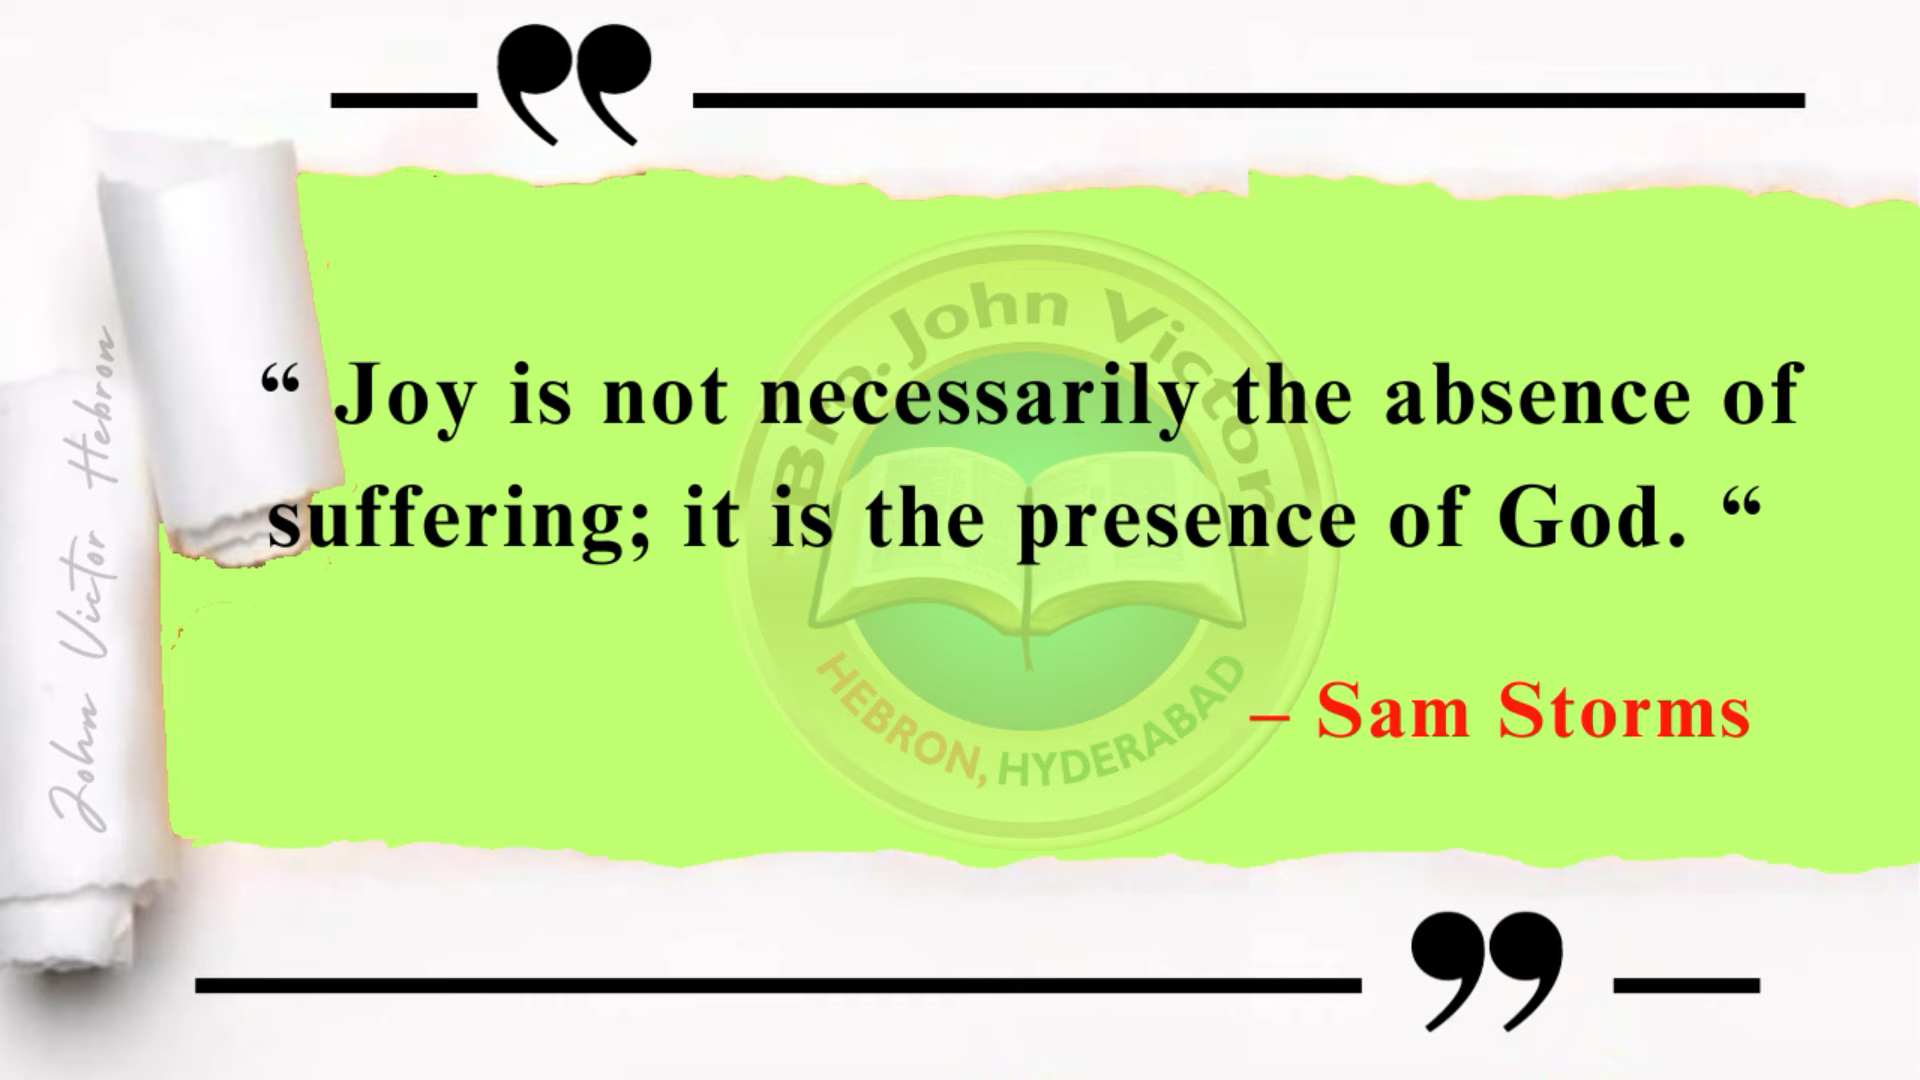 “ Joy is not necessarily the absence of
suffering; it is the presence of God. “
– Sam Storms
Bro. John Victor
HEBRON, HYDERABAD
John Victor Hebron